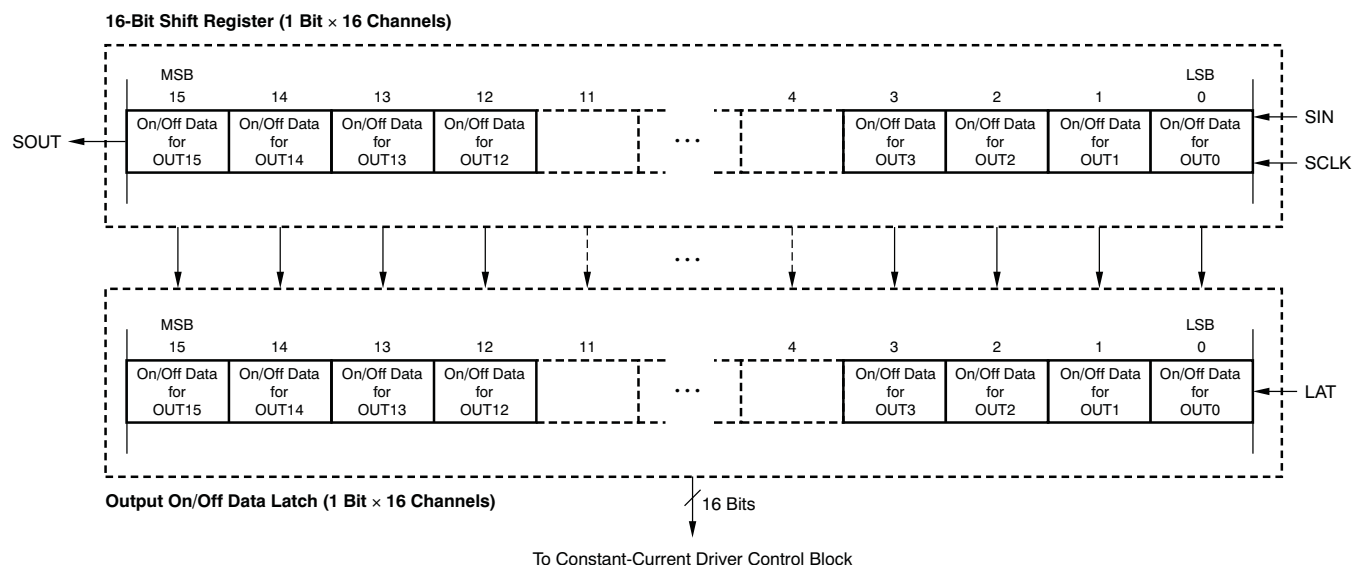 16-Bit Shift Register (1 Bit × 16 Channels)
MSB LSB
15 14 13 12 11 4 3 2 1 0
On/Off Data for OUT15
On/Off Data for OUT14
On/Off Data for OUT13
On/Off Data for OUT12
...
On/Off Data for OUT3
On/Off Data for OUT2
On/Off Data for OUT1
On/Off Data for OUT0
SOUT
SIN
SCLK
...
MSB LSB
15 14 13 12 11 4 3 2 1 0
On/Off Data for OUT15
On/Off Data for OUT14
On/Off Data for OUT13
On/Off Data for OUT12
...
On/Off Data for OUT3
On/Off Data for OUT2
On/Off Data for OUT1
On/Off Data for OUT0
LAT
Output On/Off Data Latch (1 Bit × 16 Channels)
16 Bits
To Constant-Current Driver Control Block